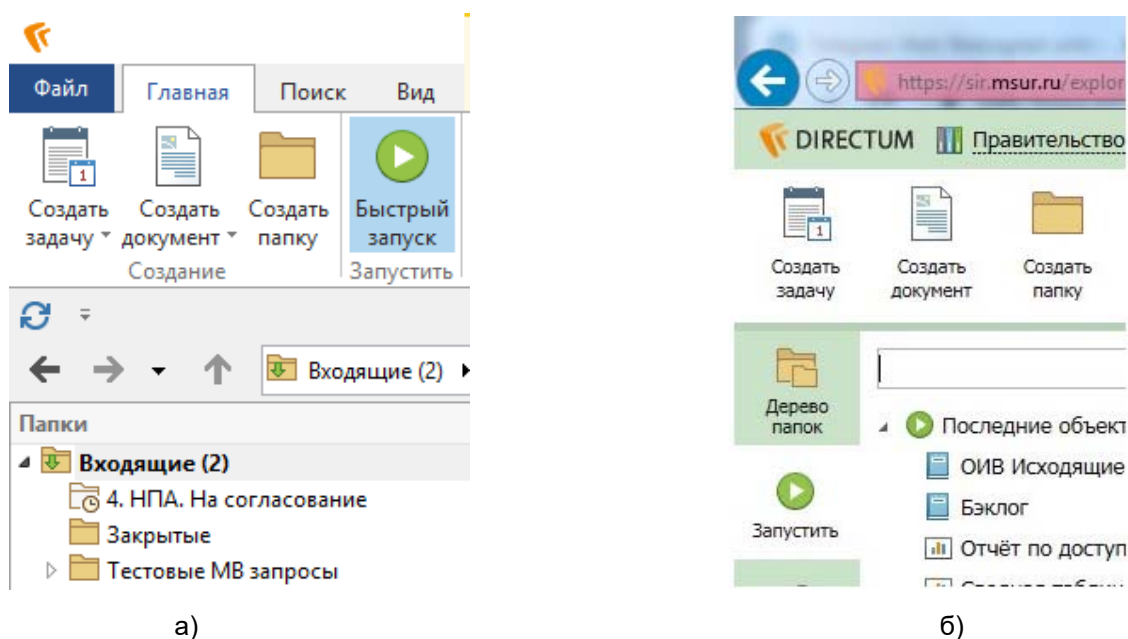 Файл Главная Поиск Вид
Создать Создать Создать Быстрый
задачу документ папку запуск
Создание Запустить
Входящие (2)
Папки
Входящие (2)
4. НПА. На согласование
Закрытые
Тестовые МВ запросы
а)
https://sir.msur.ru/explor
DIRECTUM Правительство
Создать Создать Создать
задачу документ папку
Дерево
папок
Последние объект
ОИВ Исходящие
Бэклог
Запустить
Отчёт по доступ
б)